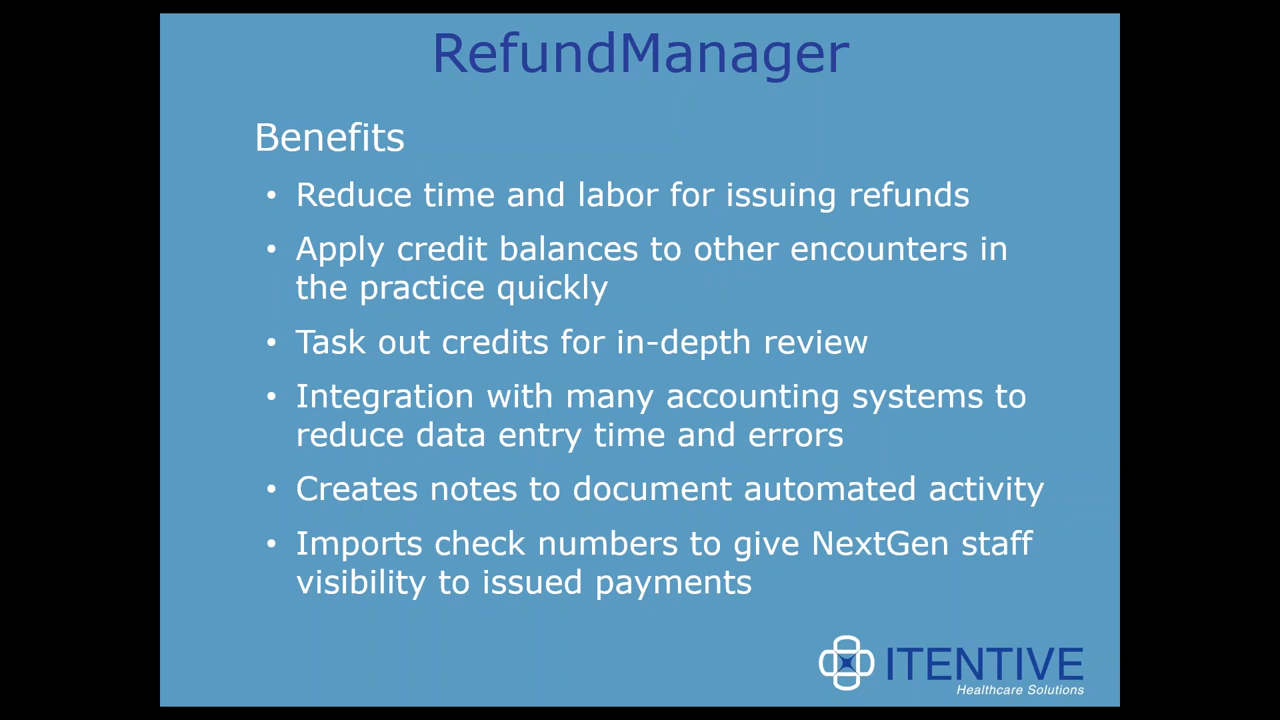 RefundManager
Benefits
• Reduce time and labor for issuing refunds
• Apply credit balances to other encounters in
the practice quickly
• Task out credits for in-depth review
• Integration with many accounting systems to
reduce data entry time and errors
• Creates notes to document automated activity
• Imports check numbers to give NextGen staff
visibility to issued payments
ITENTIVE
Healthcare Solutions